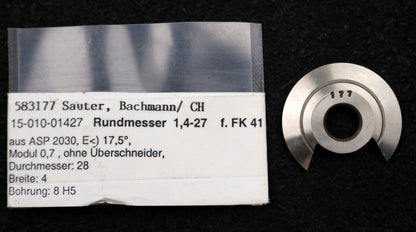 583177 Sauter, Bachmann/ CH
15-010-01427 Rundmesser 1,4-27 f. FK 41
aus ASP 2030, E<) 17,5°,
Modul 0,7 , ohne Überschneider,
Durchmesser: 28
Breite: 4
Bohrung: 8 H5
177